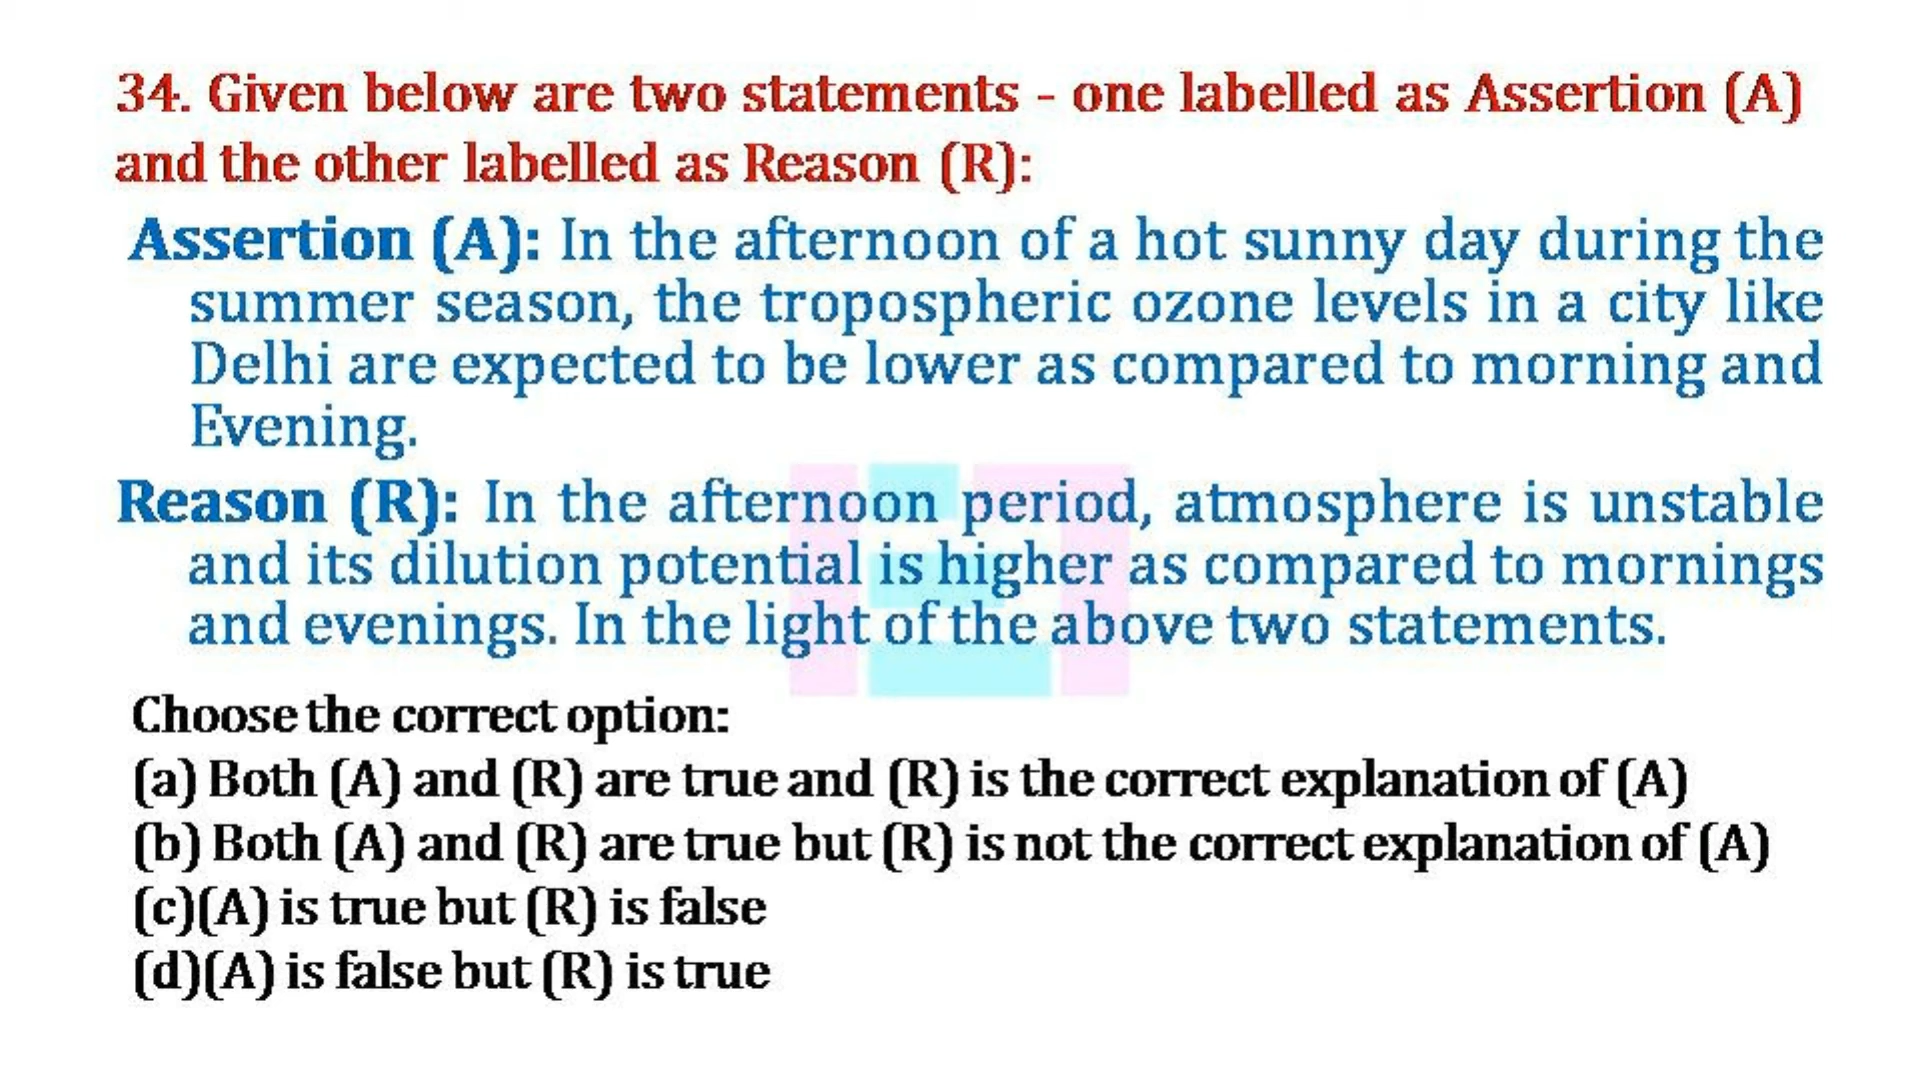 34. Given below are two statements - one labelled as Assertion (A)
and the other labelled as Reason (R):
Assertion (A): In the afternoon of a hot sunny day during the
summer season, the tropospheric ozone levels in a city like
Delhi are expected to be lower as compared to morning and
Evening.
Reason (R): In the afternoon period, atmosphere is unstable
and its dilution potential is higher as compared to mornings
and evenings. In the light of the above two statements.
Choose the correct option:
(a) Both (A) and (R) are true and (R) is the correct explanation of (A)
(b) Both (A) and (R) are true but (R) is not the correct explanation of (A)
(c)(A) is true but (R) is false
(d)(A) is false but (R) is true